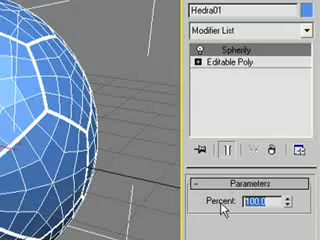 Hedra01
Modifier List
Spherify
Editable Poly
Parameters
Percent: 100.0